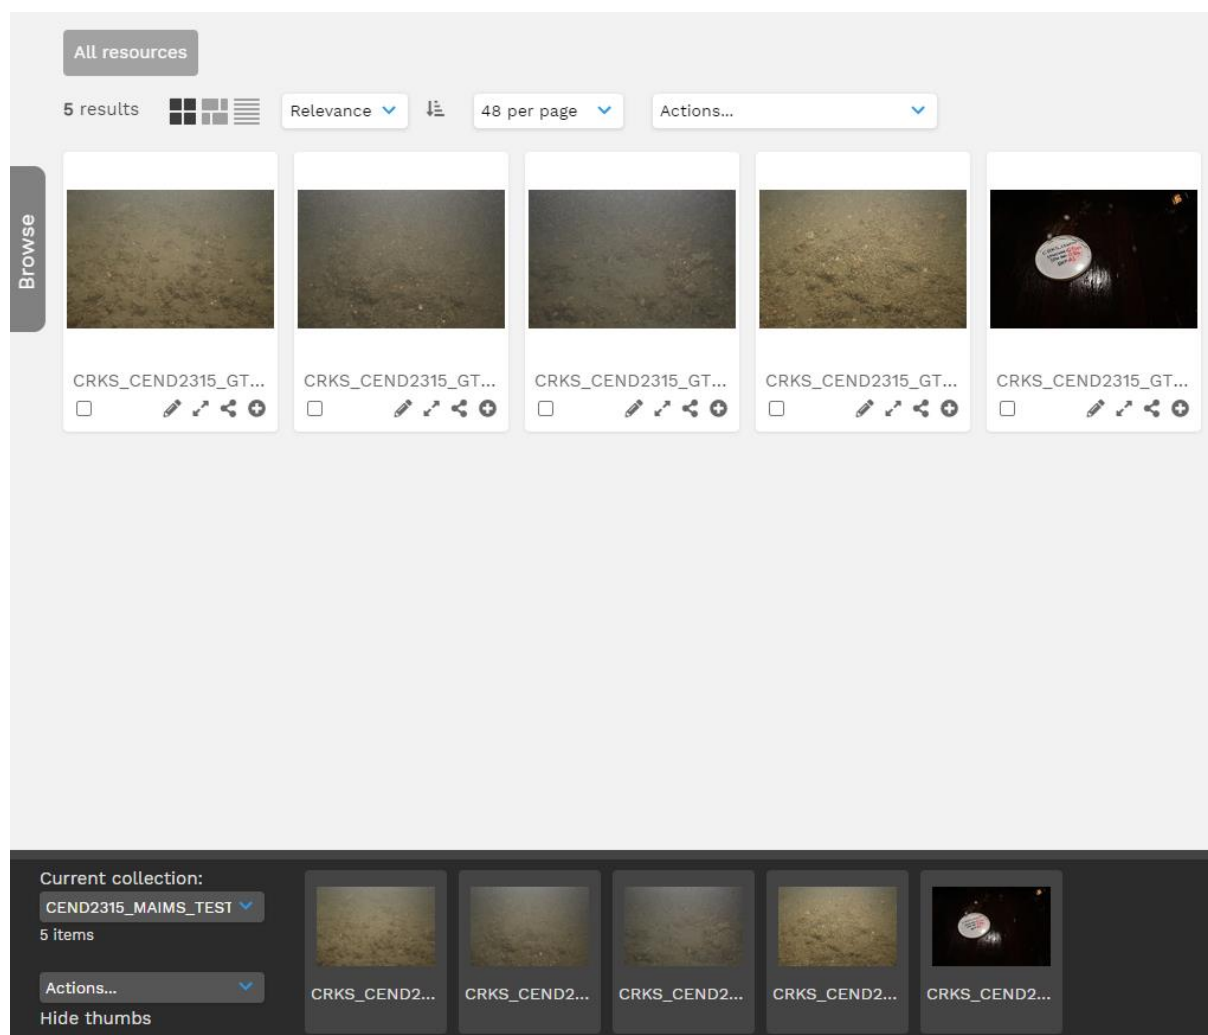 All resources
5 results
Relevance
48 per page
Actions...
Browse
CRKS_CEND2315_GT...
CRKS_CEND2315_GT...
CRKS_CEND2315_GT...
CRKS_CEND2315_GT...
CRKS_CEND2315_GT...
Current collection:
CEND2315_MAIMS_TEST
5 items
Actions...
Hide thumbs
CRKS_CEND2...
CRKS_CEND2...
CRKS_CEND2...
CRKS_CEND2...
CRKS_CEND2...